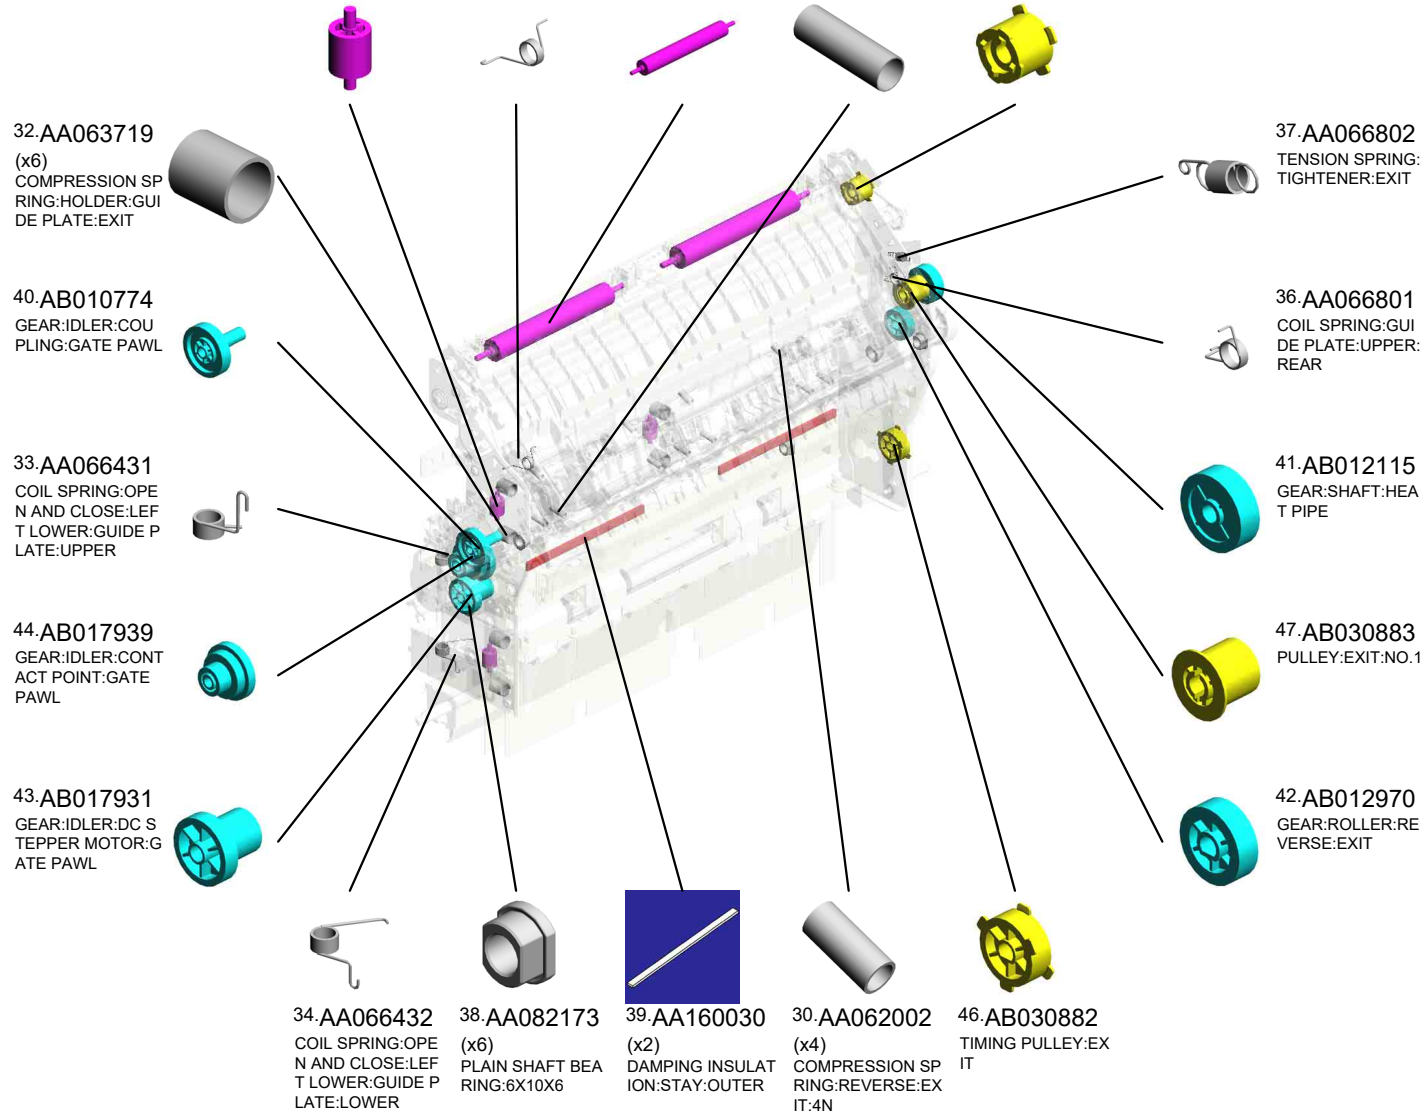 32.AA063719
(x6)
COMPRESSION SP
RING:HOLDER:GUI
DE PLATE:EXIT
40.AB010774
GEAR:IDLER:COU
PLING:GATE PAWL
33.AA066431
COIL SPRING:OPE
N AND CLOSE:LEF
T LOWER:GUIDE P
LATE:UPPER
44.AB017939
GEAR:IDLER:CONT
ACT POINT:GATE
PAWL
43.AB017931
GEAR:IDLER:DC S
TEPPER MOTOR:G
ATE PAWL
34.AA066432
COIL SPRING:OPE
N AND CLOSE:LEF
T LOWER:GUIDE P
LATE:LOWER
38.AA082173
(x6)
PLAIN SHAFT BEA
RING:6X10X6
39.AA160030
(x2)
DAMPING INSULAT
ION:STAY:OUTER
30.AA062002
(x4)
COMPRESSION SP
RING:REVERSE:EX
IT:4N
46.AB030882
TIMING PULLEY:EX
IT
37.AA066802
TENSION SPRING:
TIGHTENER:EXIT
36.AA066801
COIL SPRING:GUI
DE PLATE:UPPER:
REAR
41.AB012115
GEAR:SHAFT:HEA
T PIPE
47.AB030883
PULLEY:EXIT:NO.1
42.AB012970
GEAR:ROLLER:RE
VERSE:EXIT